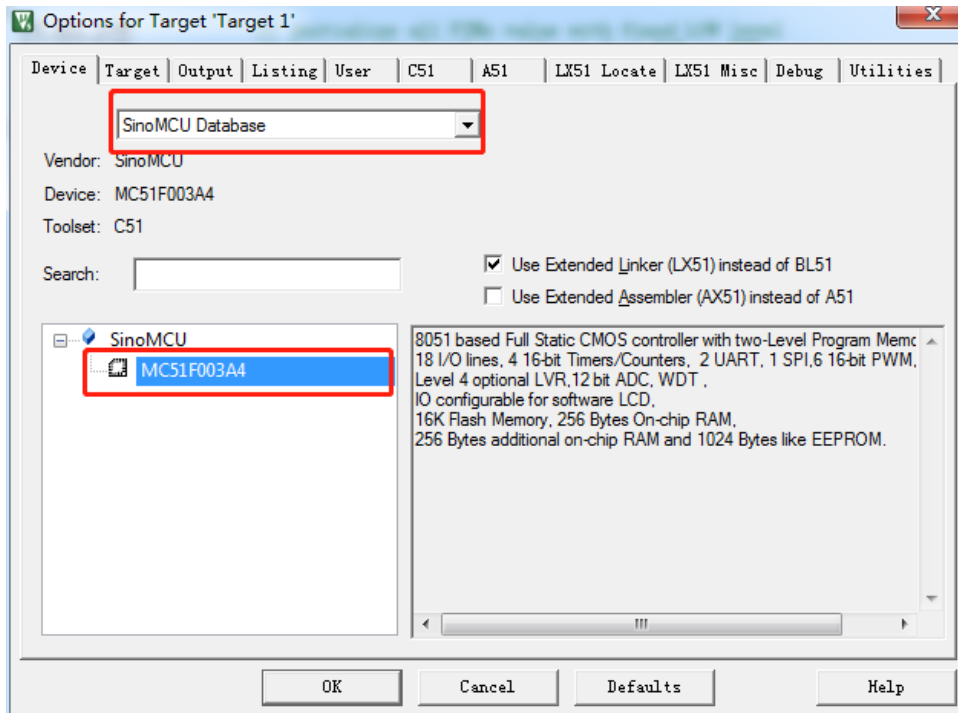 Options for Target 'Target 1'
x
Device Target Output Listing User C51 A51 LX51 Locate LX51 Misc Debug Utilities
SinoMCU Database
Vendor: SinoMCU
Device: MC51F003A4
Toolset: C51
Search:
Use Extended Linker (LX51) instead of BL51
Use Extended Assembler (AX51) instead of A51
SinoMCU
MC51F003A4
8051 based Full Static CMOS controller with two-Level Program Memc
18 I/O lines, 4 16-bit Timers/Counters, 2 UART, 1 SPI,6 16-bit PWM,
Level 4 optional LVR,12 bit ADC, WDT ,
IO configurable for software LCD,
16K Flash Memory, 256 Bytes On-chip RAM,
256 Bytes additional on-chip RAM and 1024 Bytes like EEPROM.
OK Cancel Defaults Help